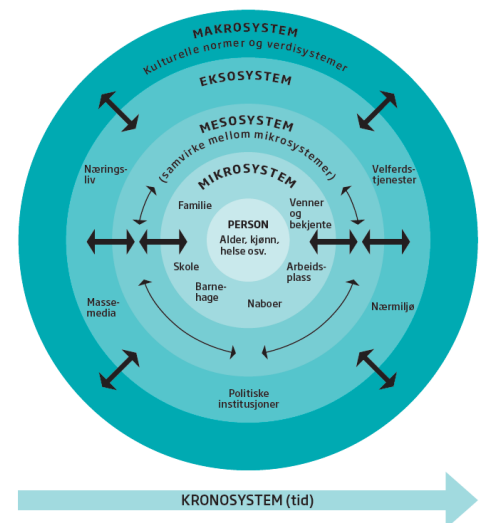 MAKROSYSTEM
Kulturelle normer og verdisystemer
EKSOSYSTEM
MESOSYSTEM
(samvirke mellom mikrosystemer)
MIKROSYSTEM
Nærings-
liv
Velferds-
tjenester
Familie
Venner
og
bekjente
PERSON
Alder, kjønn,
helse osv.
Skole
Arbeids-
plass
Barne-
hage
Naboer
Masse-
media
Nærmiljø
Politiske
institusjoner
KRONOSYSTEM (tid)